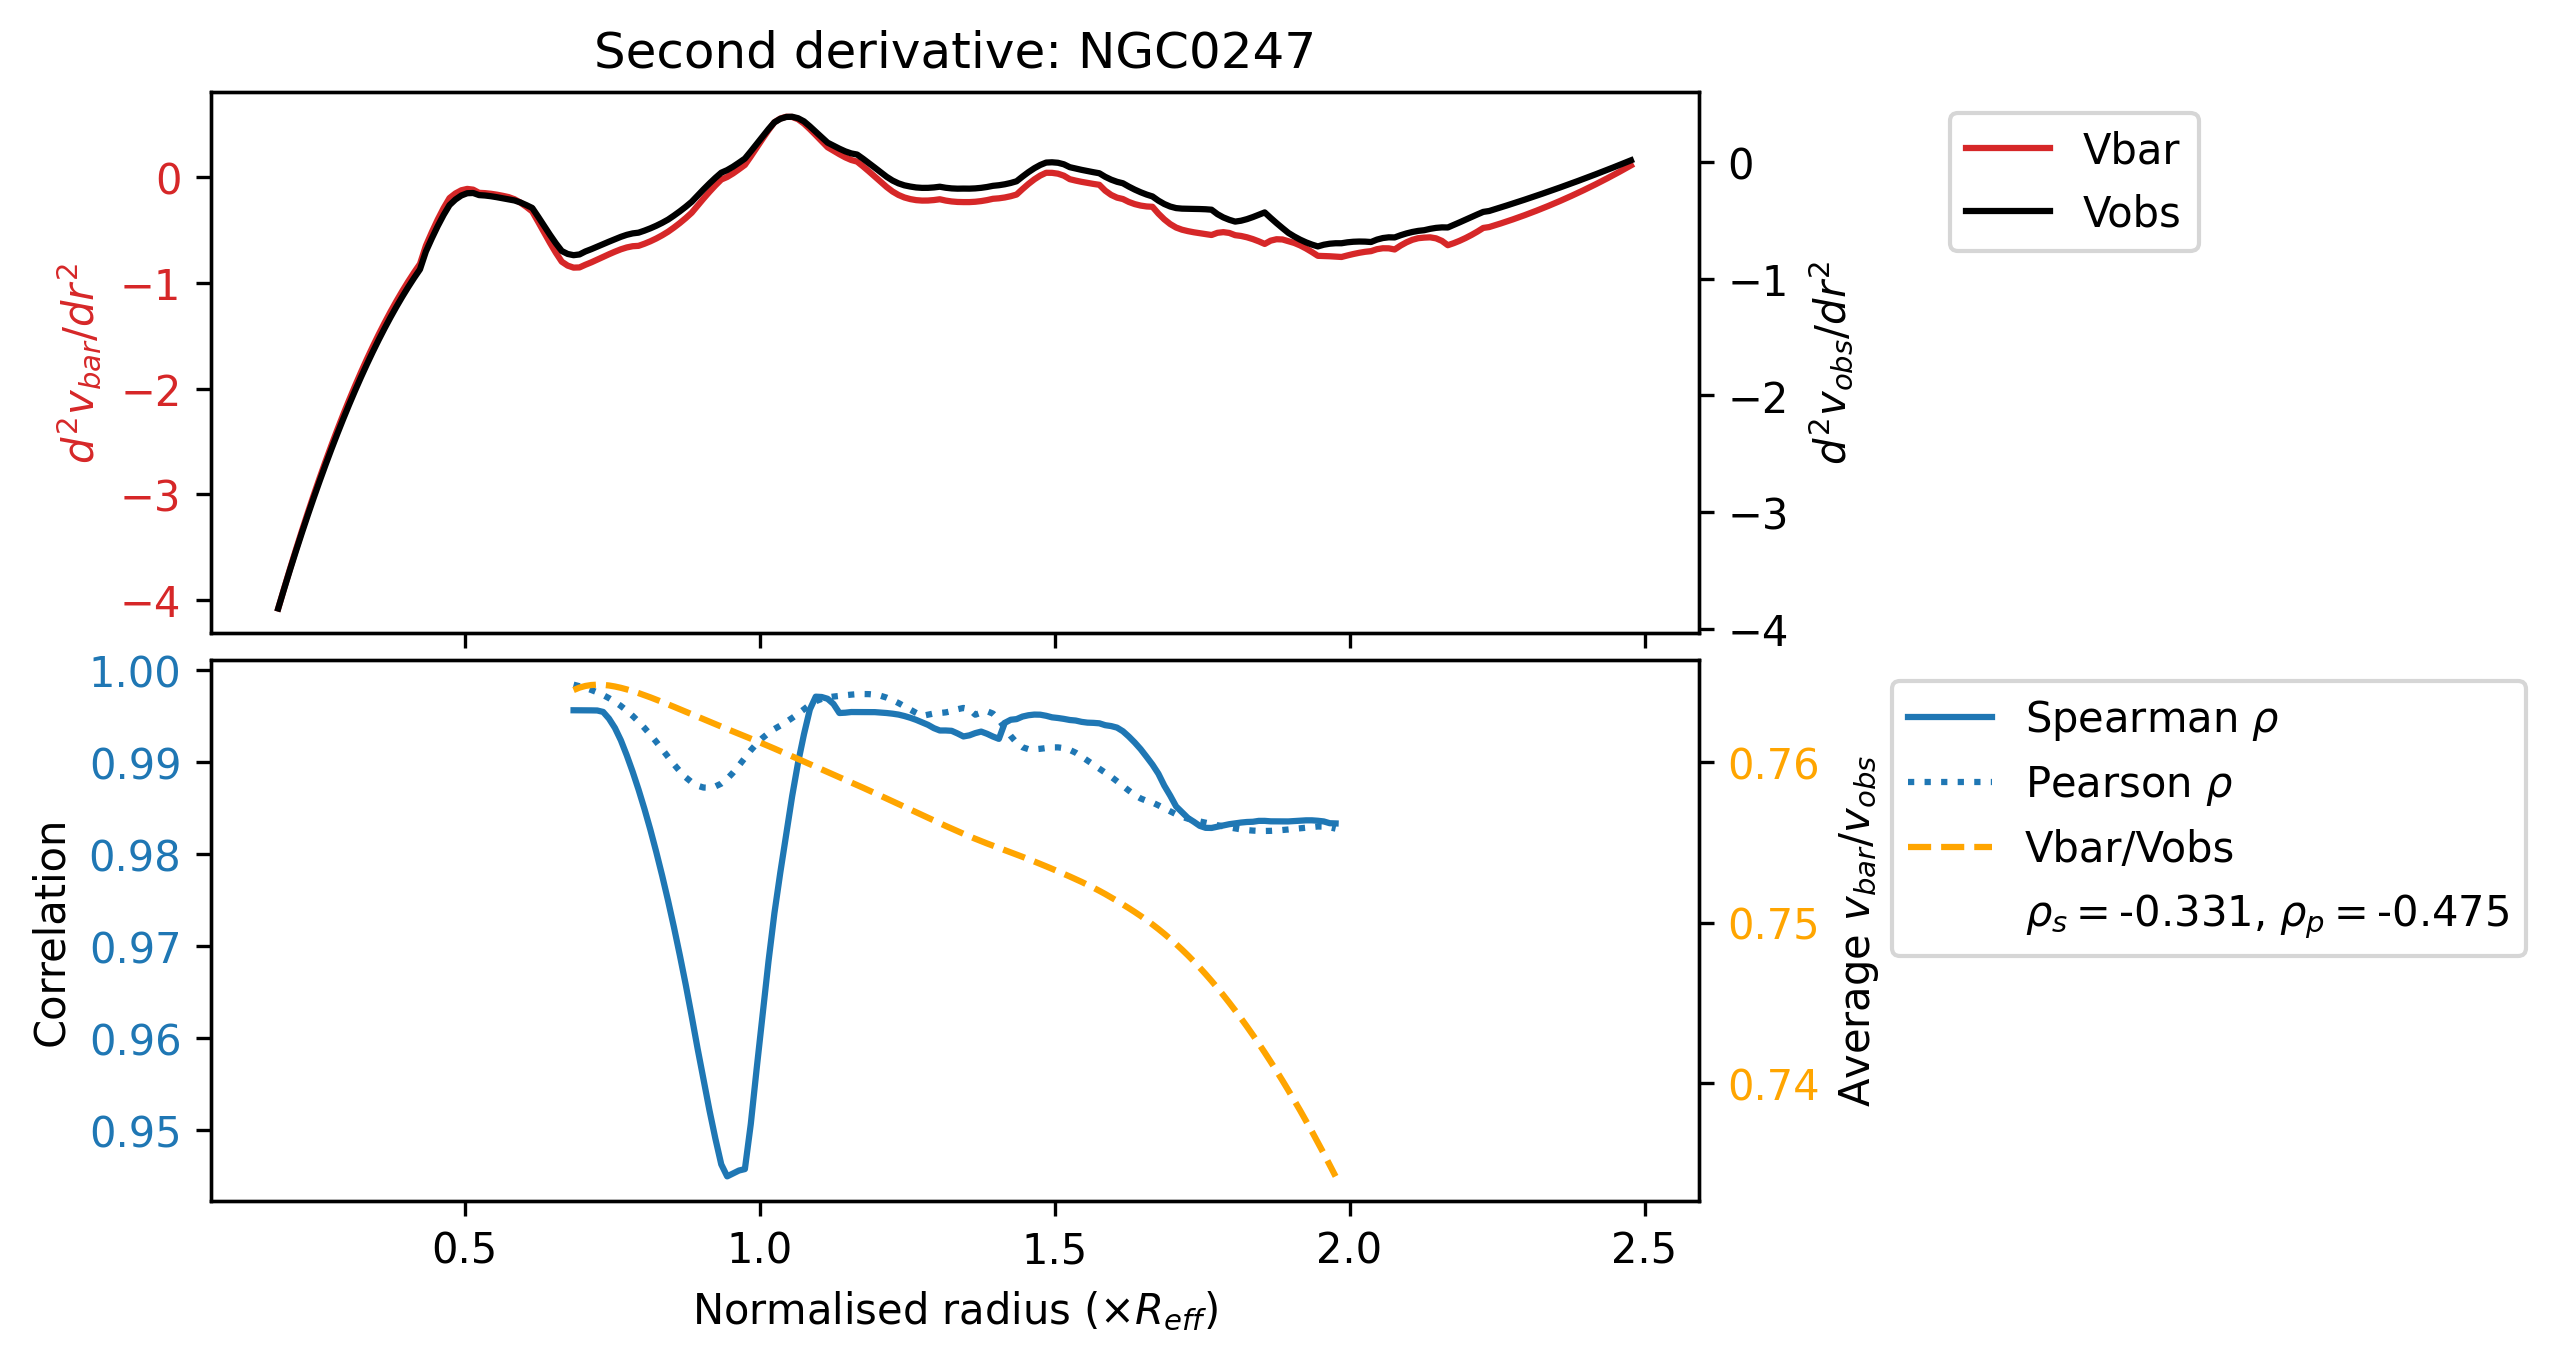 Second derivative: NGC0247
0
−1
−2
−3
−4
d²v_bar/dr²
0
−1
−2
−3
−4
d²v_obs/dr²
Vbar
Vobs
1.00
0.99
0.98
0.97
0.96
0.95
Correlation
0.76
0.75
0.74
Average v_bar/v_obs
Spearman ρ
Pearson ρ
Vbar/Vobs
ρ_s = -0.331, ρ_p = -0.475
0.5 1.0 1.5 2.0 2.5
Normalised radius (×R_eff)